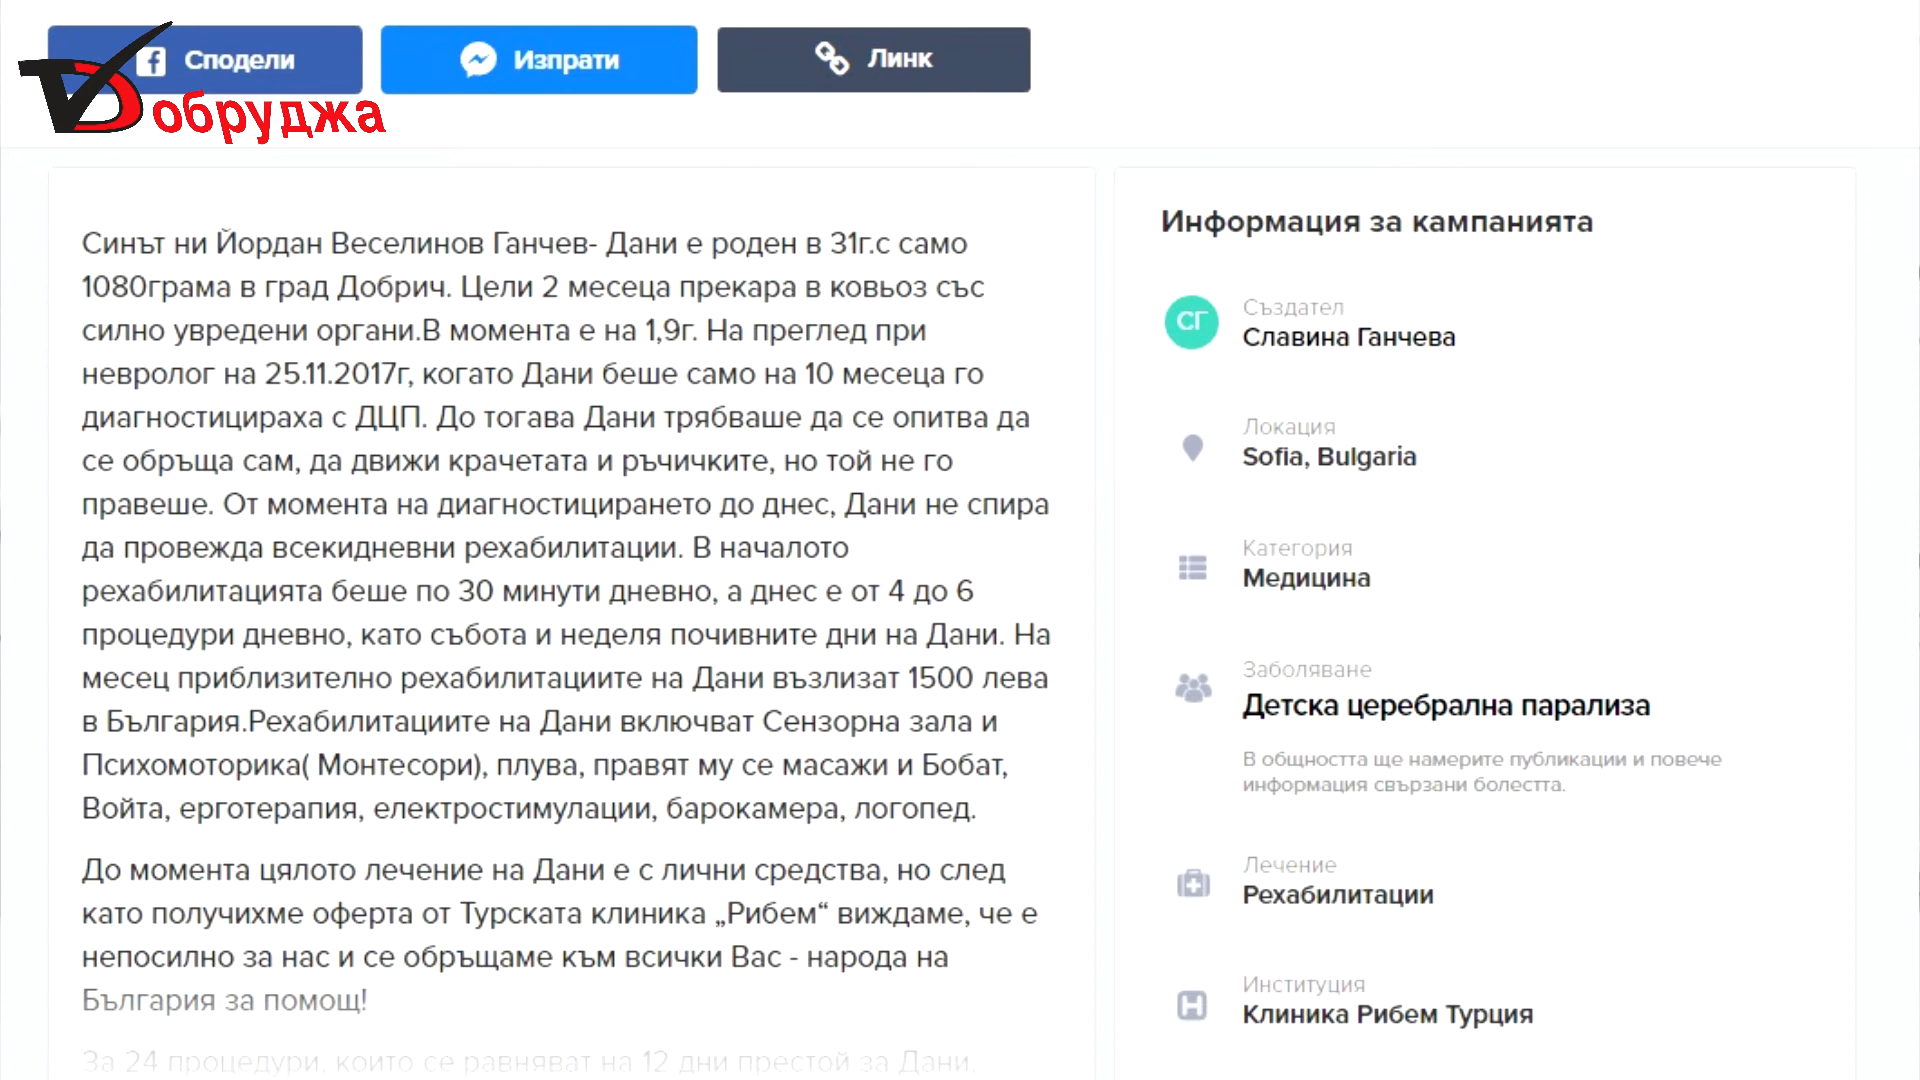 Сподели
Изпрати
Линк
Добруджа
Синът ни Йордан Веселинов Ганчев- Дани е роден в 31г.с само
1080грама в град Добрич. Цели 2 месеца прекара в ковьоз със
силно увредени органи.В момента е на 1,9г. На преглед при
невролог на 25.11.2017г, когато Дани беше само на 10 месеца го
диагностицираха с ДЦП. До тогава Дани трябваше да се опитва да
се обръща сам, да движи крачетата и ръчичките, но той не го
правеше. От момента на диагностицирането до днес, Дани не спира
да провежда всекидневни рехабилитации. В началото
рехабилитацията беше по 30 минути дневно, а днес е от 4 до 6
процедури дневно, като събота и неделя почивните дни на Дани. На
месец приблизително рехабилитациите на Дани възлизат 1500 лева
в България.Рехабилитациите на Дани включват Сензорна зала и
Психомоторика( Монтесори), плува, правят му се масажи и Бобат,
Войта, ерготерапия, електростимулации, барокамера, логопед.
До момента цялото лечение на Дани е с лични средства, но след
като получихме оферта от Турската клиника „Рибем“ виждаме, че е
непосилно за нас и се обръщаме към всички Вас - народа на
България за помощ!
За 24 процедури, които се равняват на 12 дни престой за Дани.
Информация за кампанията
СГ
Създател
Славина Ганчева
Локация
Sofia, Bulgaria
Категория
Медицина
Заболяване
Детска церебрална парализа
В общността ще намерите публикации и повече
информация свързани болестта.
Лечение
Рехабилитации
Институция
Клиника Рибем Турция